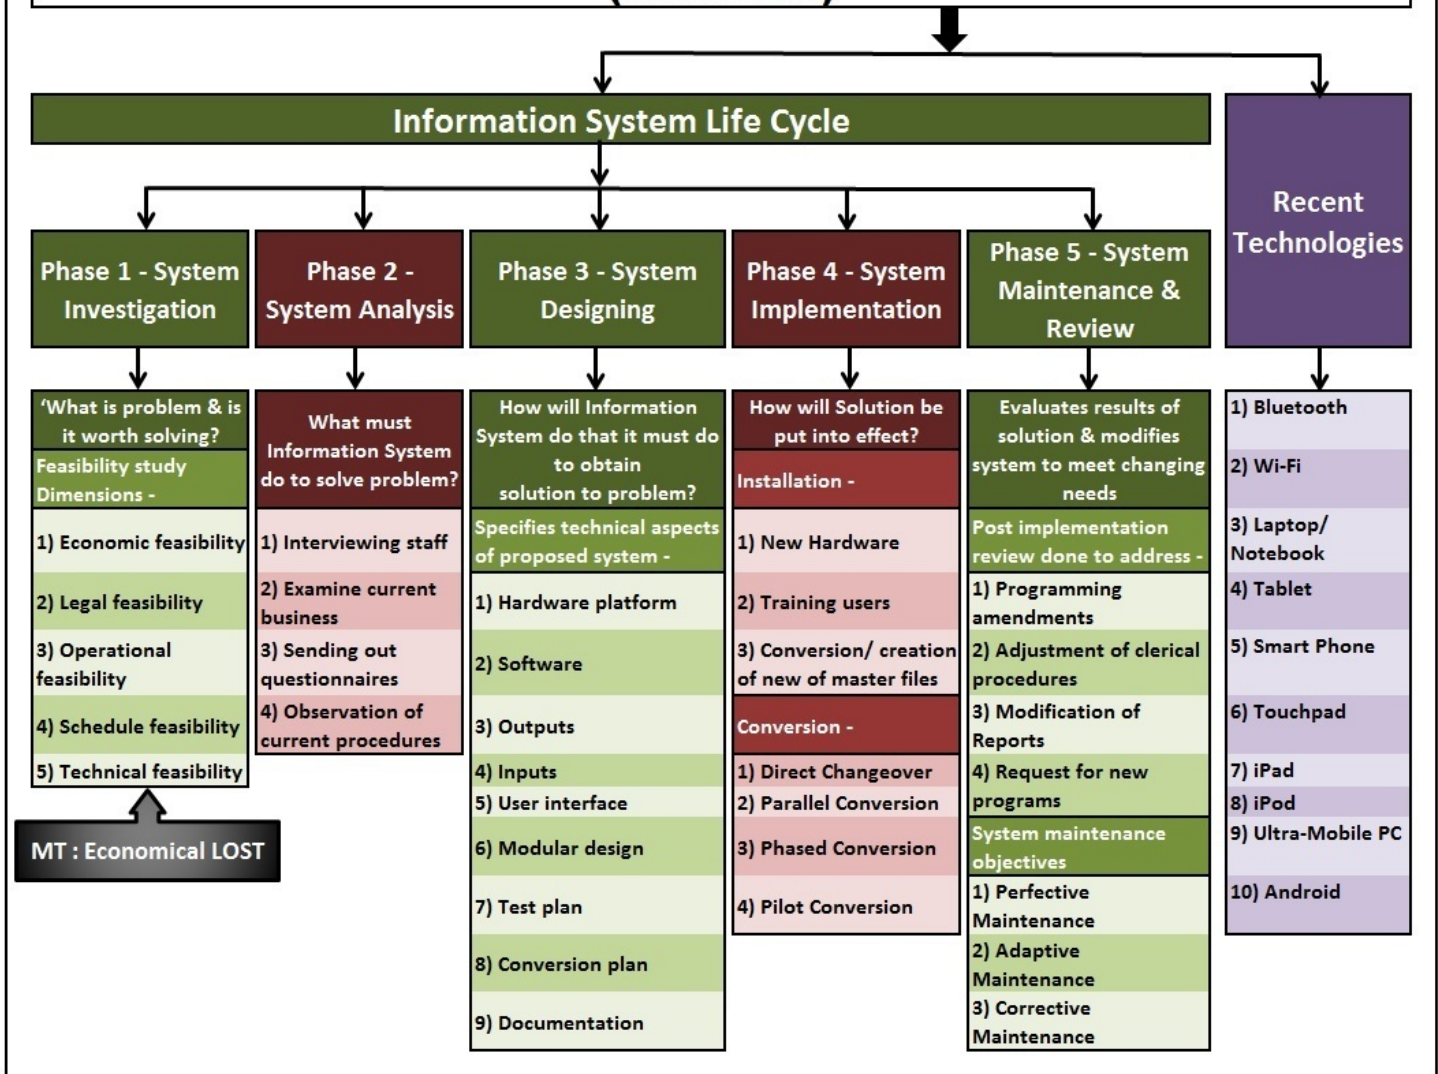 Information System Life Cycle
Recent
Technologies
Phase 1 - System
Investigation
Phase 2 -
System Analysis
Phase 3 - System
Designing
Phase 4 - System
Implementation
Phase 5 - System
Maintenance &
Review
‘What is problem & is
it worth solving?
Feasibility study
Dimensions -
1) Economic feasibility
2) Legal feasibility
3) Operational
feasibility
4) Schedule feasibility
5) Technical feasibility
MT : Economical LOST
What must
Information System
do to solve problem?
1) Interviewing staff
2) Examine current
business
3) Sending out
questionnaires
4) Observation of
current procedures
How will Information
System do that it must do
to obtain
solution to problem?
Specifies technical aspects
of proposed system -
1) Hardware platform
2) Software
3) Outputs
4) Inputs
5) User interface
6) Modular design
7) Test plan
8) Conversion plan
9) Documentation
How will Solution be
put into effect?
Installation -
1) New Hardware
2) Training users
3) Conversion/ creation
of new of master files
Conversion -
1) Direct Changeover
2) Parallel Conversion
3) Phased Conversion
4) Pilot Conversion
Evaluates results of
solution & modifies
system to meet changing
needs
Post implementation
review done to address -
1) Programming
amendments
2) Adjustment of clerical
procedures
3) Modification of
Reports
4) Request for new
programs
System maintenance
objectives
1) Perfective
Maintenance
2) Adaptive
Maintenance
3) Corrective
Maintenance
1) Bluetooth
2) Wi-Fi
3) Laptop/
Notebook
4) Tablet
5) Smart Phone
6) Touchpad
7) iPad
8) iPod
9) Ultra-Mobile PC
10) Android